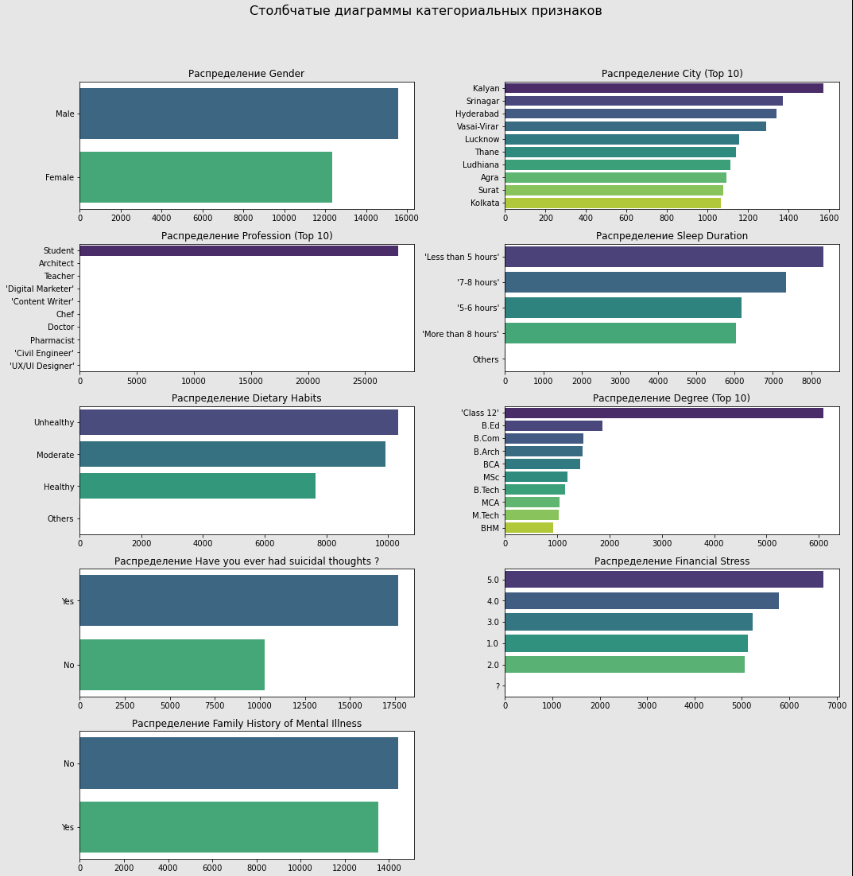 Столбчатые диаграммы категориальных признаков
Распределение Gender
Male
Female
0 2000 4000 6000 8000 10000 12000 14000 16000
Распределение City (Top 10)
Kalyan
Srinagar
Hyderabad
Vasai-Virar
Lucknow
Thane
Ludhiana
Agra
Surat
Kolkata
0 200 400 600 800 1000 1200 1400 1600
Распределение Profession (Top 10)
Student
Architect
Teacher
'Digital Marketer'
'Content Writer'
Chef
Doctor
Pharmacist
'Civil Engineer'
'UX/UI Designer'
0 5000 10000 15000 20000 25000
Распределение Sleep Duration
'Less than 5 hours'
'7-8 hours'
'5-6 hours'
'More than 8 hours'
Others
0 1000 2000 3000 4000 5000 6000 7000 8000
Распределение Dietary Habits
Unhealthy
Moderate
Healthy
Others
0 2000 4000 6000 8000 10000
Распределение Degree (Top 10)
'Class 12'
B.Ed
B.Com
B.Arch
BCA
MSc
B.Tech
MCA
M.Tech
BHM
0 1000 2000 3000 4000 5000 6000
Распределение Have you ever had suicidal thoughts ?
Yes
No
0 2500 5000 7500 10000 12500 15000 17500
Распределение Financial Stress
5.0
4.0
3.0
1.0
2.0
?
0 1000 2000 3000 4000 5000 6000 7000
Распределение Family History of Mental Illness
No
Yes
0 2000 4000 6000 8000 10000 12000 14000